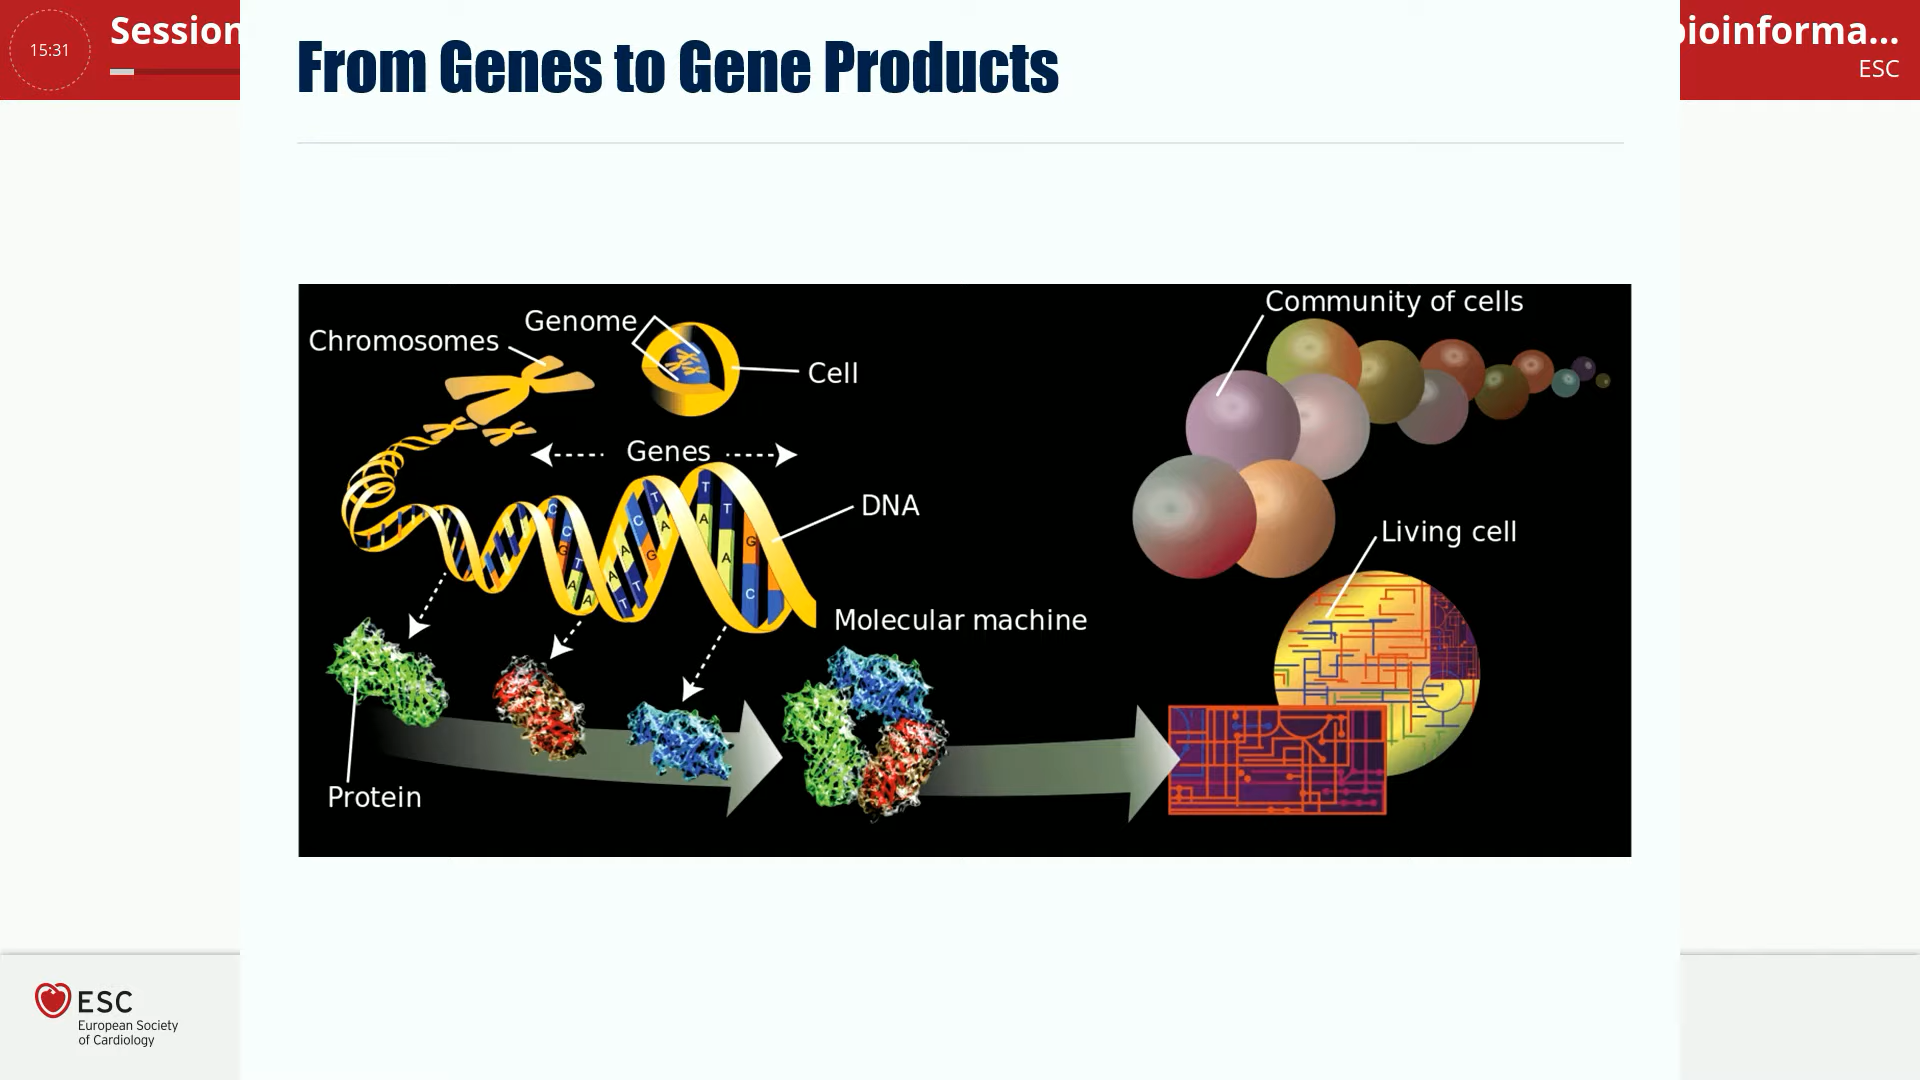 15:31
Session
From Genes to Gene Products
bioinforma...
ESC
Community of cells
Genome
Chromosomes
Cell
Genes
DNA
Living cell
Molecular machine
Protein
T
T
A
G
A
C
T
C
A
A
G
A
T
C
C
G
T
A
A
ESC
European Society
of Cardiology